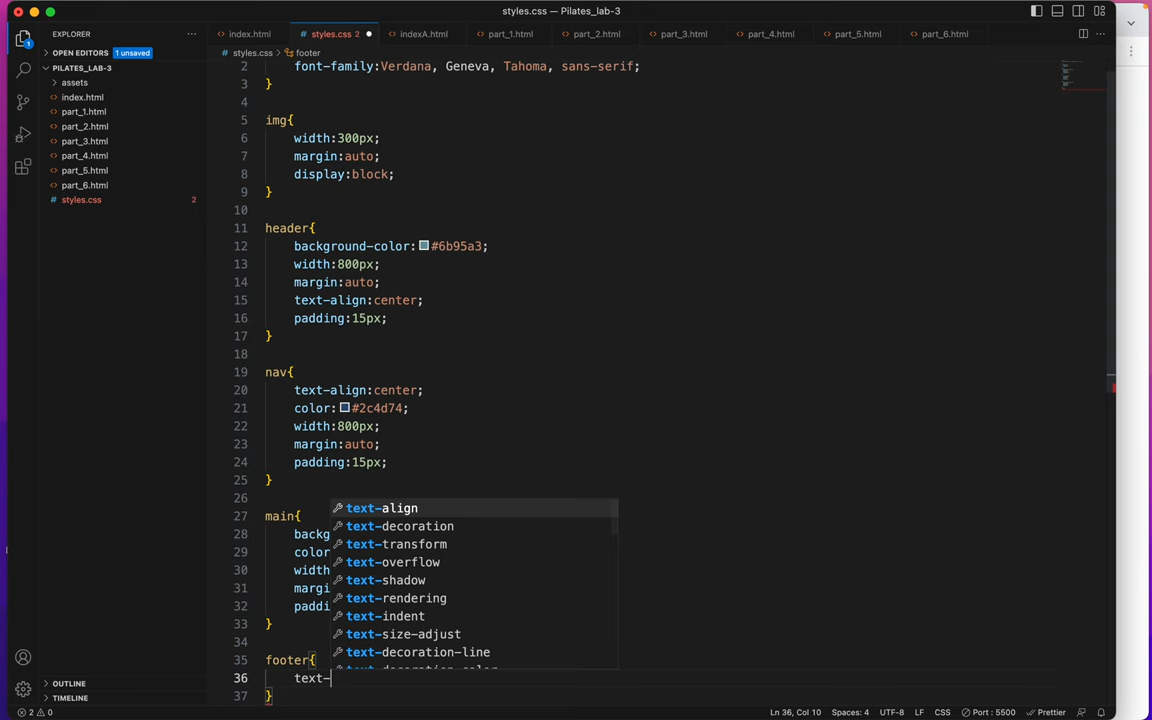 styles.css — Pilates_lab-3
EXPLORER
index.html
styles.css 2
indexA.html
part_1.html
part_2.html
part_3.html
part_4.html
part_5.html
part_6.html
OPEN EDITORS 1 unsaved
styles.css > footer
PILATES_LAB-3
assets
index.html
part_1.html
part_2.html
part_3.html
part_4.html
part_5.html
part_6.html
styles.css 2
2 font-family:Verdana, Geneva, Tahoma, sans-serif;
3 }
4
5 img{
6 width:300px;
7 margin:auto;
8 display:block;
9 }
10
11 header{
12 background-color:#6b95a3;
13 width:800px;
14 margin:auto;
15 text-align:center;
16 padding:15px;
17 }
18
19 nav{
20 text-align:center;
21 color:#2c4d74;
22 width:800px;
23 margin:auto;
24 padding:15px;
25 }
26
27 main{
28 backg
29 color
30 width
31 margi
32 paddi
33 }
34
35 footer{
36 text-
37 }
text-align
text-decoration
text-transform
text-overflow
text-shadow
text-rendering
text-indent
text-size-adjust
text-decoration-line
OUTLINE
TIMELINE
1
2 0
Ln 36, Col 10
Spaces: 4
UTF-8
LF
CSS
Port : 5500
Prettier